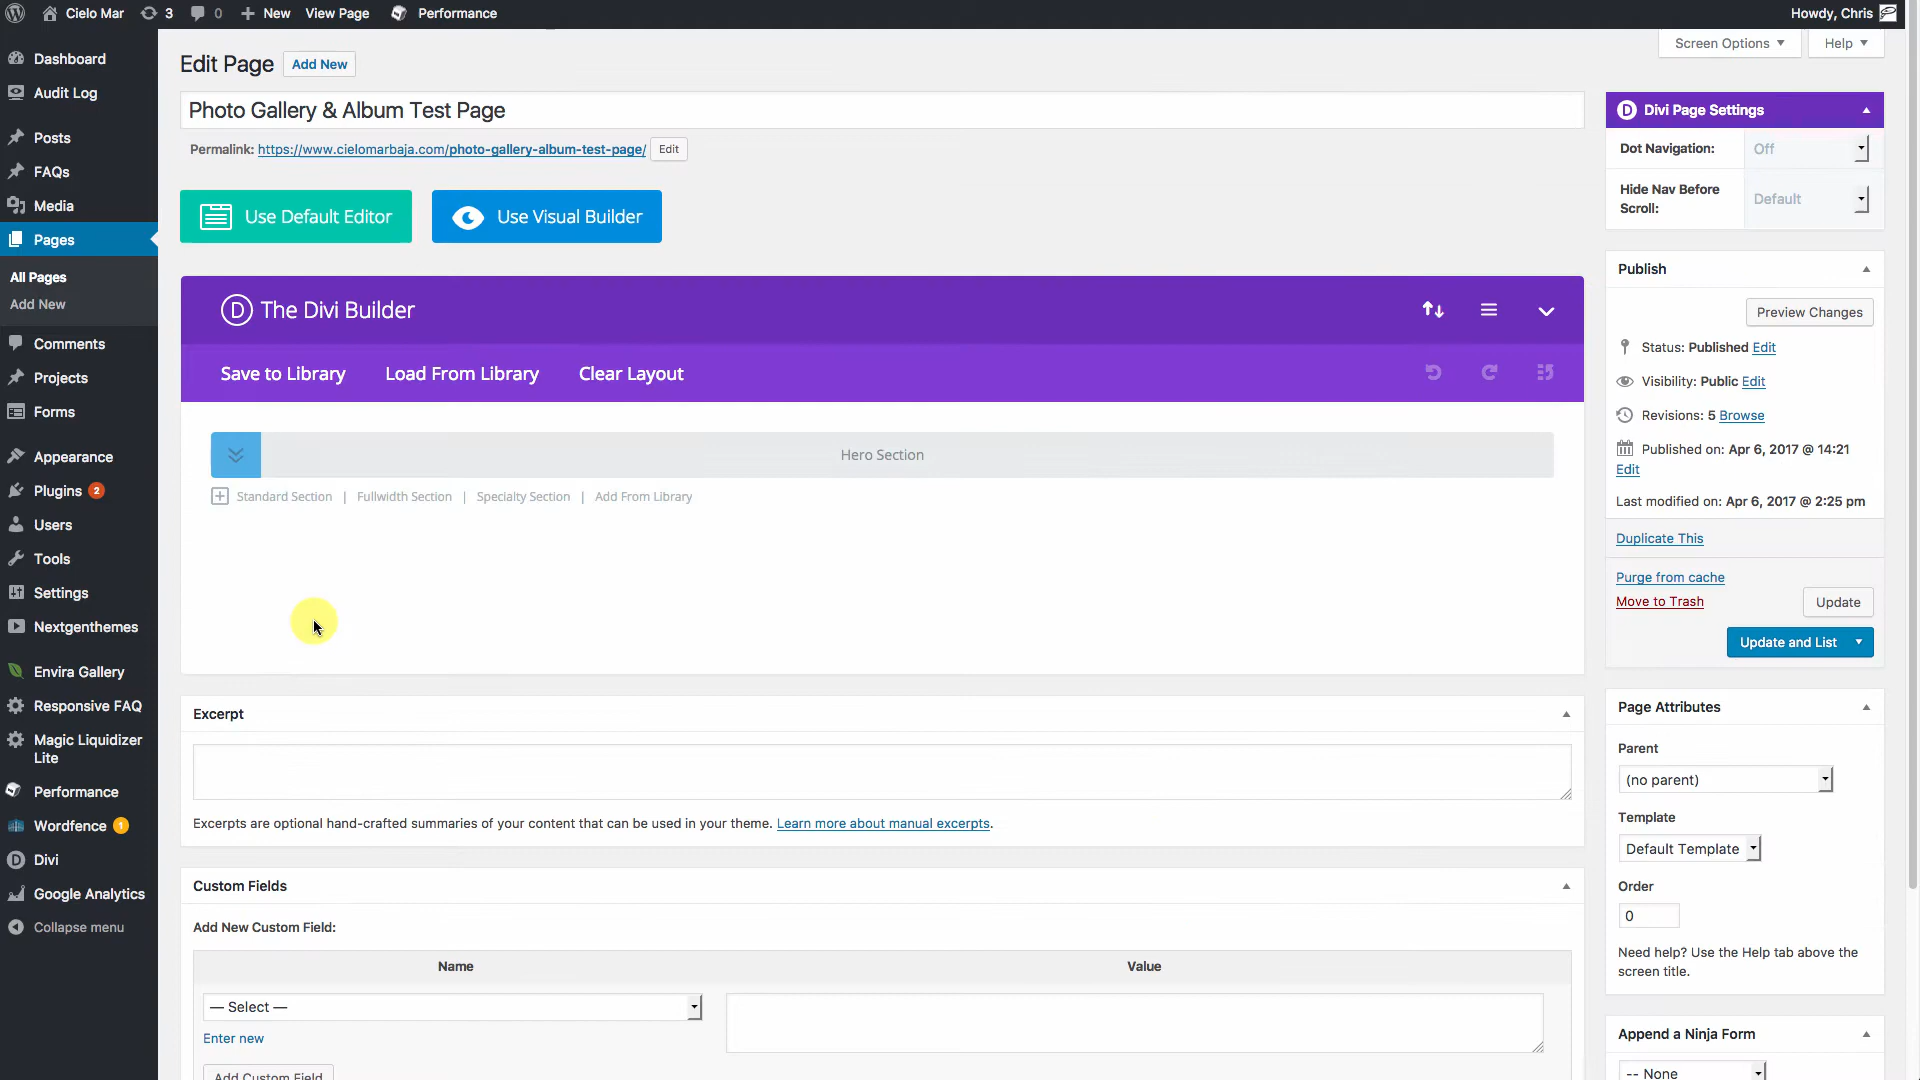 Cielo Mar
3
0
New
View Page
Performance
Howdy, Chris
Dashboard
Audit Log
Posts
FAQs
Media
Pages
All Pages
Add New
Comments
Projects
Forms
Appearance
Plugins 2
Users
Tools
Settings
Nextgenthemes
Envira Gallery
Responsive FAQ
Magic Liquidizer
Lite
Performance
Wordfence 1
Divi
Google Analytics
Collapse menu
Screen Options
Help
Edit Page
Add New
Photo Gallery & Album Test Page
Permalink: https://www.cielomarbaja.com/photo-gallery-album-test-page/ Edit
Use Default Editor
Use Visual Builder
D The Divi Builder
Save to Library
Load From Library
Clear Layout
Hero Section
Standard Section | Fullwidth Section | Specialty Section | Add From Library
Excerpt
Excerpts are optional hand-crafted summaries of your content that can be used in your theme. Learn more about manual excerpts.
Custom Fields
Add New Custom Field:
Name
Value
— Select —
Enter new
Add Custom Field
D Divi Page Settings
Dot Navigation:
Off
Hide Nav Before
Scroll:
Default
Publish
Preview Changes
Status: Published Edit
Visibility: Public Edit
Revisions: 5 Browse
Published on: Apr 6, 2017 @ 14:21
Edit
Last modified on: Apr 6, 2017 @ 2:25 pm
Duplicate This
Purge from cache
Move to Trash
Update
Update and List
Page Attributes
Parent
(no parent)
Template
Default Template
Order
0
Need help? Use the Help tab above the
screen title.
Append a Ninja Form
-- None